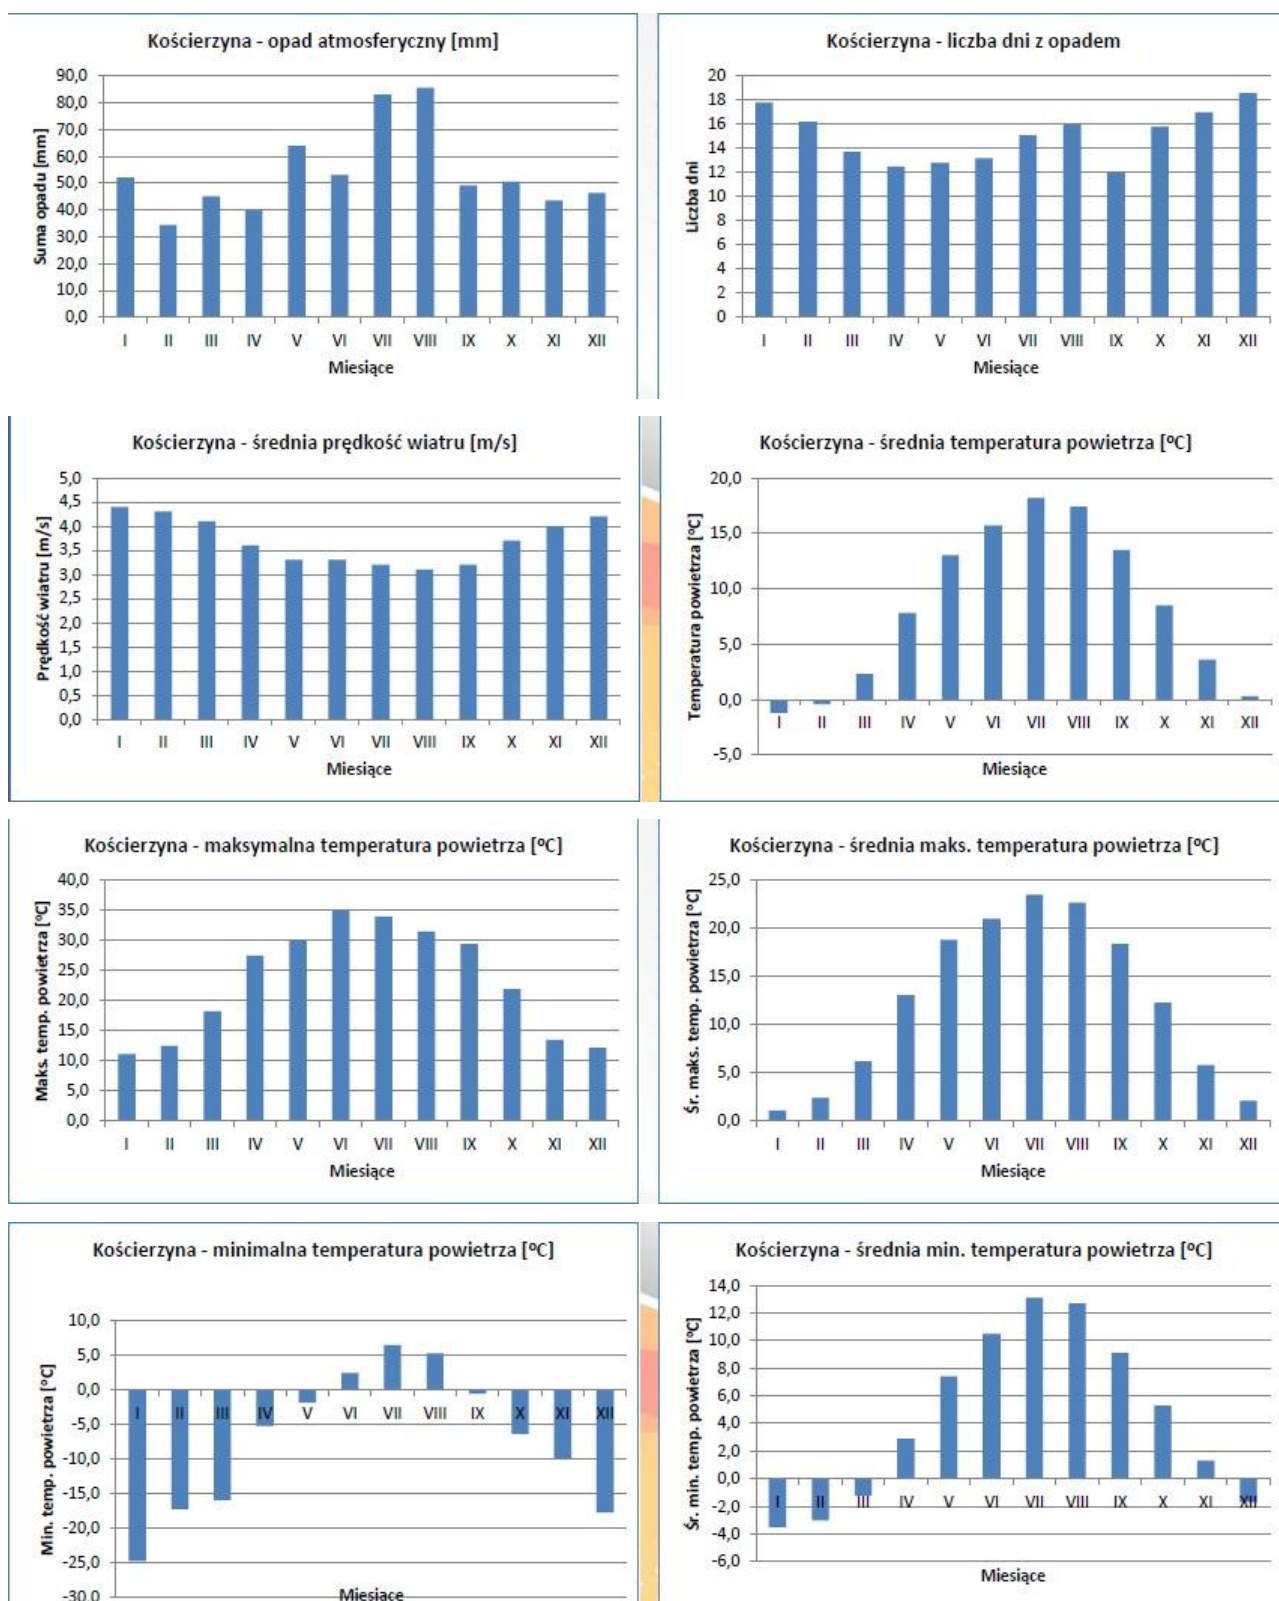 Kościerzyna - opad atmosferyczny [mm]
Suma opadu [mm]
90,0
80,0
70,0
60,0
50,0
40,0
30,0
20,0
10,0
0,0
I II III IV V VI VII VIII IX X XI XII
Miesiące
Kościerzyna - liczba dni z opadem
Liczba dni
20
18
16
14
12
10
8
6
4
2
0
I II III IV V VI VII VIII IX X XI XII
Miesiące
Kościerzyna - średnia prędkość wiatru [m/s]
Prędkość wiatru [m/s]
5,0
4,5
4,0
3,5
3,0
2,5
2,0
1,5
1,0
0,5
0,0
I II III IV V VI VII VIII IX X XI XII
Miesiące
Kościerzyna - średnia temperatura powietrza [ºC]
Temperatura powietrza [ºC]
20,0
15,0
10,0
5,0
0,0
-5,0
I II III IV V VI VII VIII IX X XI XII
Miesiące
Kościerzyna - maksymalna temperatura powietrza [ºC]
Maks. temp. powietrza [ºC]
40,0
35,0
30,0
25,0
20,0
15,0
10,0
5,0
0,0
I II III IV V VI VII VIII IX X XI XII
Miesiące
Kościerzyna - średnia maks. temperatura powietrza [ºC]
Śr. maks. temp. powietrza [ºC]
25,0
20,0
15,0
10,0
5,0
0,0
I II III IV V VI VII VIII IX X XI XII
Miesiące
Kościerzyna - minimalna temperatura powietrza [ºC]
Min. temp. powietrza [ºC]
10,0
5,0
0,0
-5,0
-10,0
-15,0
-20,0
-25,0
-30,0
I II III IV V VI VII VIII IX X XI XII
Miesiące
Kościerzyna - średnia min. temperatura powietrza [ºC]
Śr. min. temp. powietrza [ºC]
14,0
12,0
10,0
8,0
6,0
4,0
2,0
0,0
-2,0
-4,0
-6,0
I II III IV V VI VII VIII IX X XI XII
Miesiące